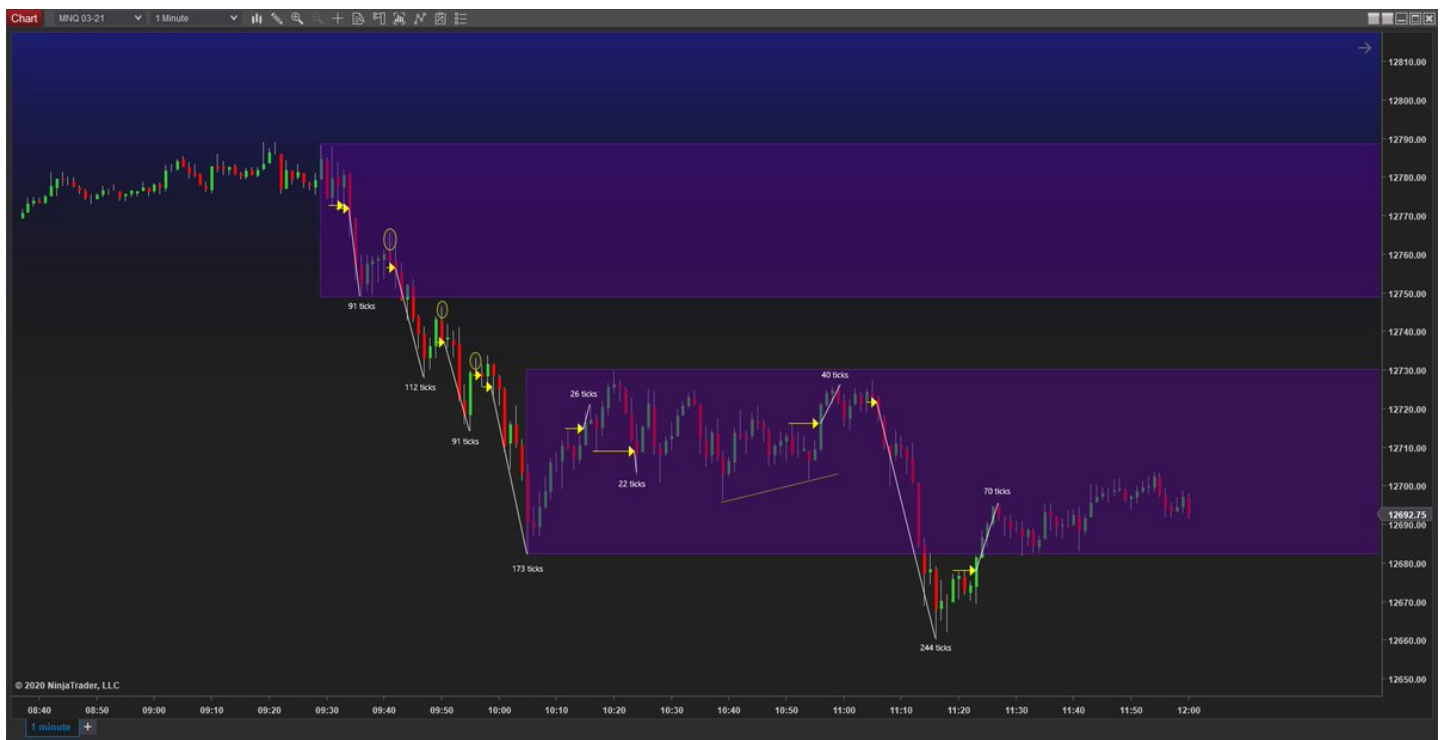 Chart MNQ 03-21 1 Minute
12810.00
12800.00
12790.00
12780.00
12770.00
12760.00
12750.00
12740.00
12730.00
12720.00
12710.00
12700.00
12692.75
12690.00
12680.00
12670.00
12660.00
12650.00
91 ticks
112 ticks
91 ticks
173 ticks
26 ticks
22 ticks
40 ticks
244 ticks
70 ticks
© 2020 NinjaTrader, LLC
08:40 08:50 09:00 09:10 09:20 09:30 09:40 09:50 10:00 10:10 10:20 10:30 10:40 10:50 11:00 11:10 11:20 11:30 11:40 11:50 12:00
1 minute +